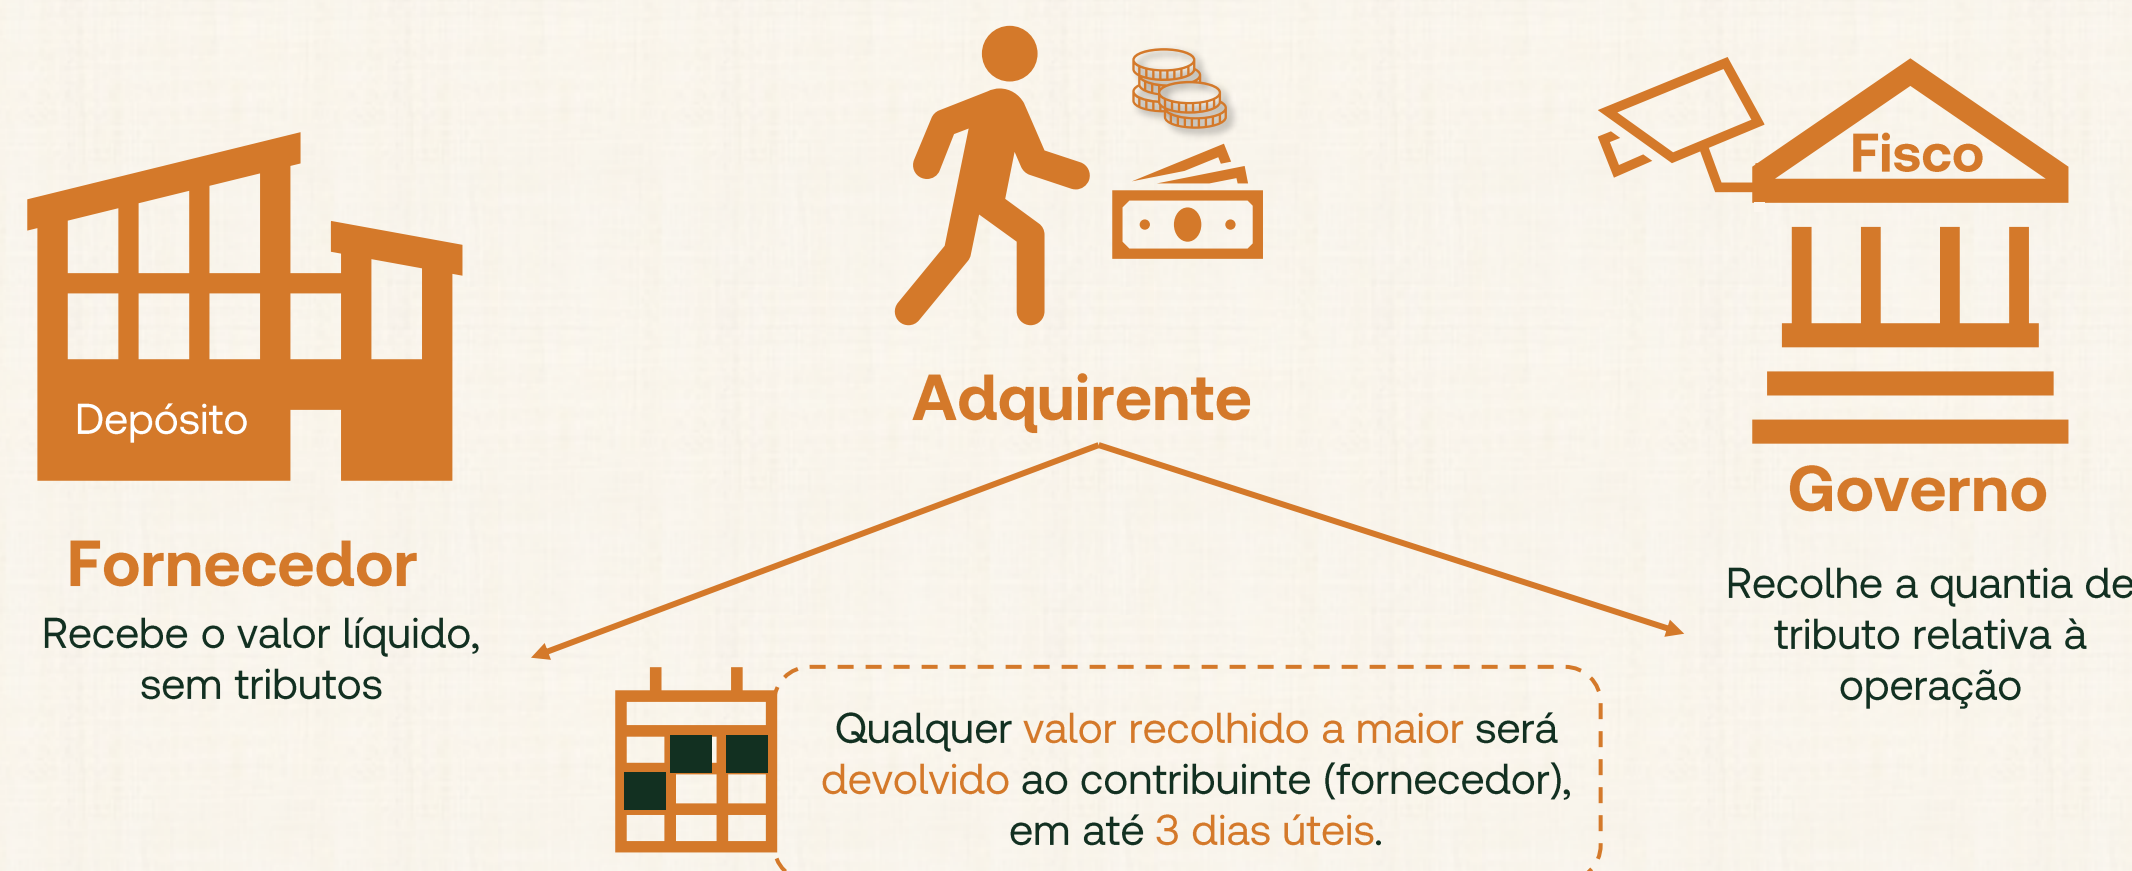 Fisco
Depósito
Adquirente
Governo
Fornecedor
Recebe o valor líquido,
sem tributos
Recolhe a quantia de
tributo relativa à
operação
Qualquer valor recolhido a maior será
devolvido ao contribuinte (fornecedor),
em até 3 dias úteis.